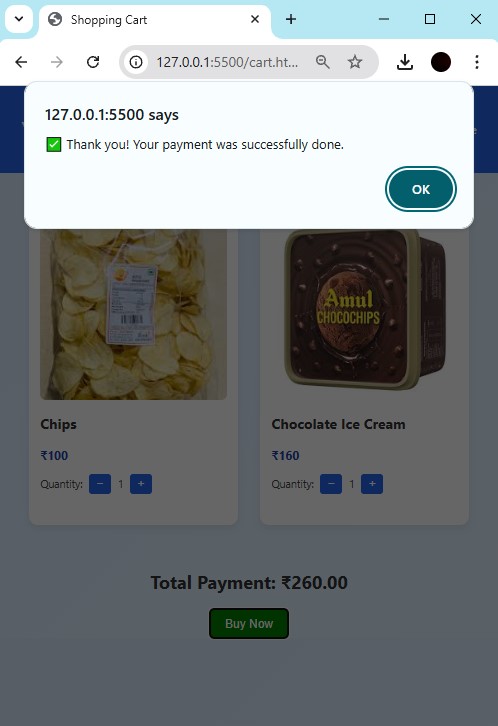 Shopping Cart
127.0.0.1:5500/cart.ht...
127.0.0.1:5500 says
✅ Thank you! Your payment was successfully done.
OK
Amul
CHOCOCHIPS
Chips
Chocolate Ice Cream
₹100
₹160
Quantity: − 1 +
Quantity: − 1 +
Total Payment: ₹260.00
Buy Now